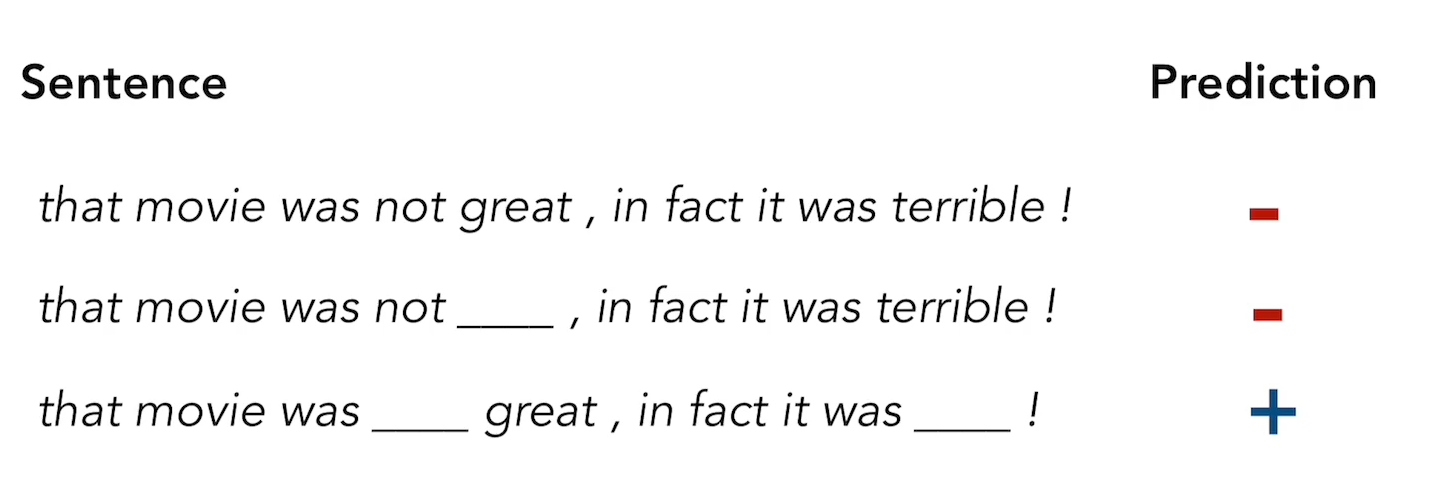 Sentence Prediction
that movie was not great , in fact it was terrible ! -
that movie was not ____ , in fact it was terrible ! -
that movie was ____ great , in fact it was ____ ! +